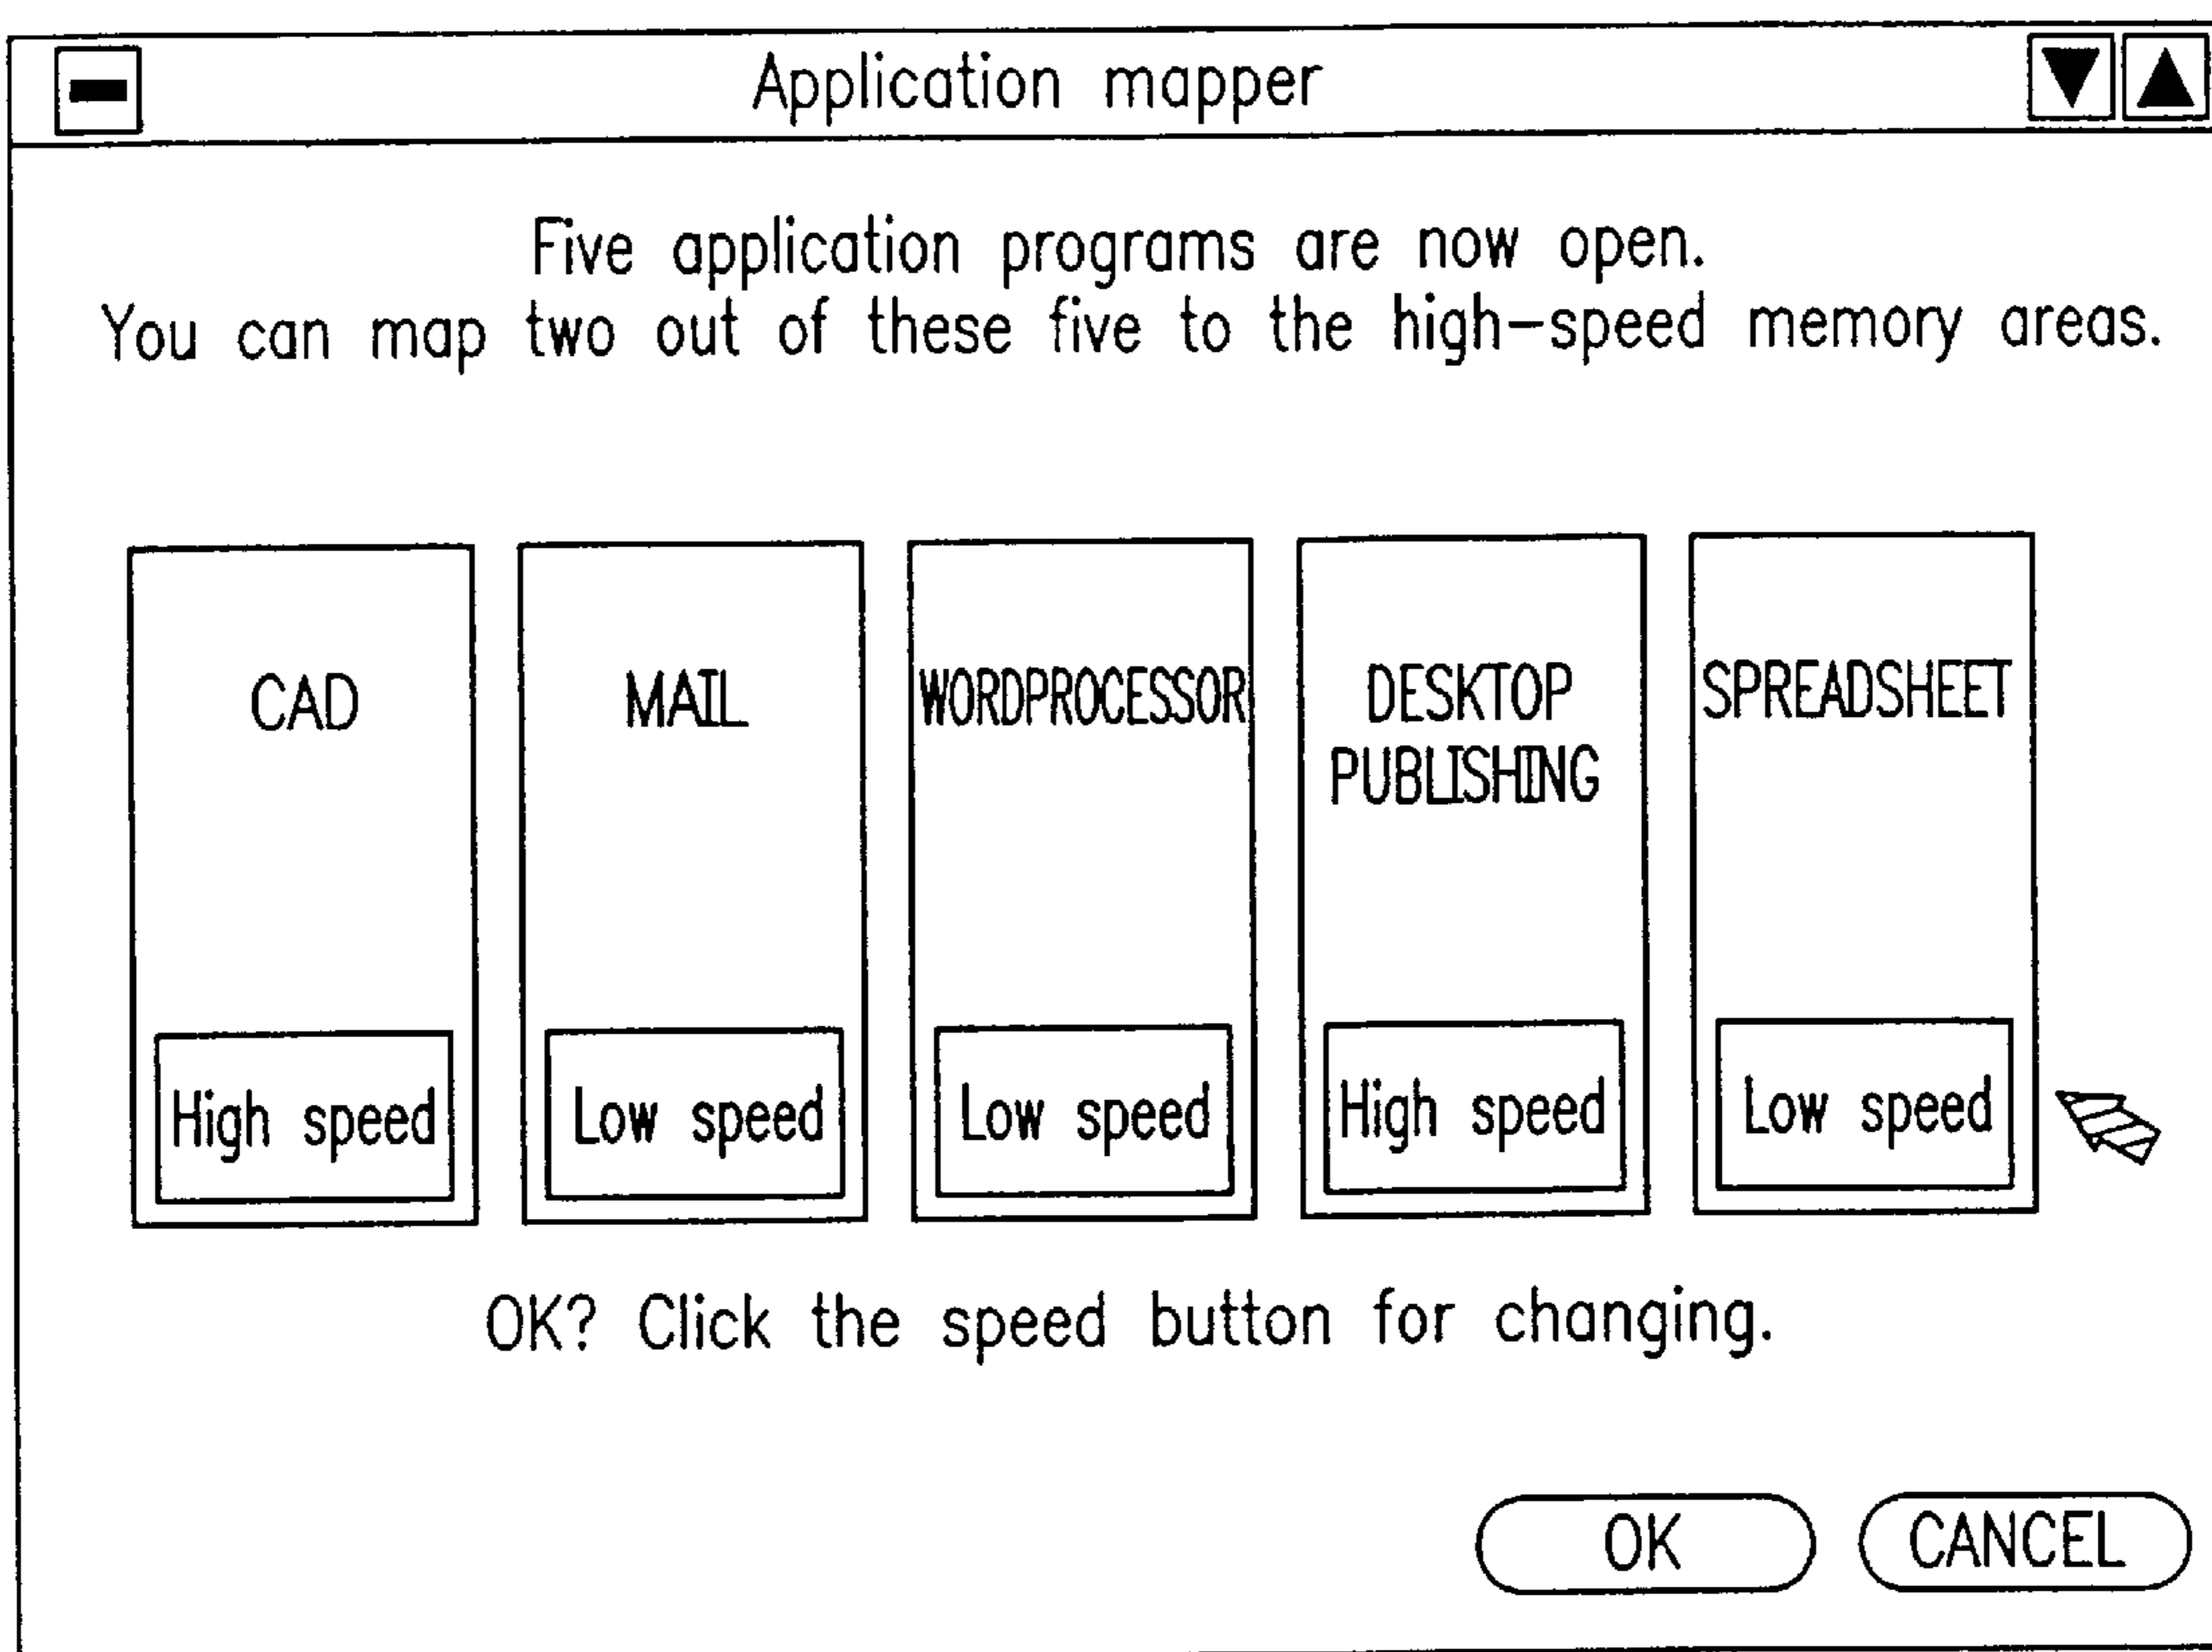 Application mapper
Five application programs are now open.
You can map two out of these five to the high-speed memory areas.
CAD
MAIL
WORDPROCESSOR
DESKTOP
PUBLISHING
SPREADSHEET
High speed
Low speed
Low speed
High speed
Low speed
OK? Click the speed button for changing.
OK
CANCEL